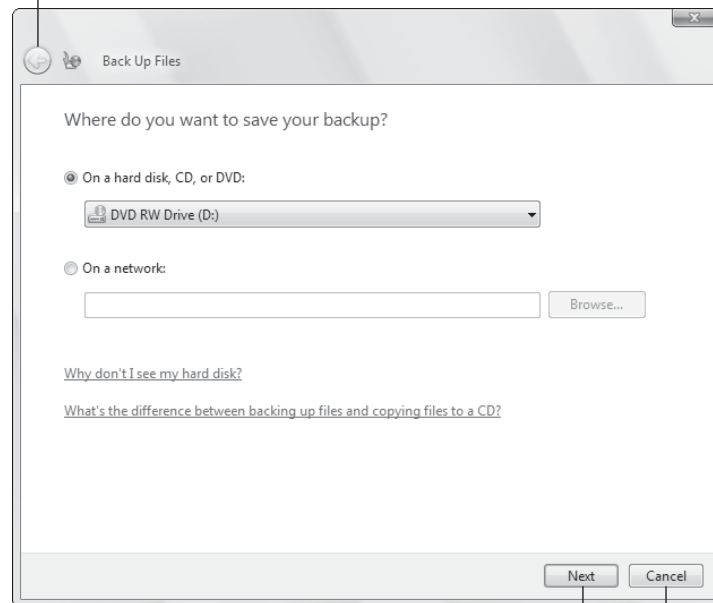 Back Up Files
Where do you want to save your backup?
On a hard disk, CD, or DVD:
DVD RW Drive (D:)
On a network:
Browse...
Why don't I see my hard disk?
What's the difference between backing up files and copying files to a CD?
Next Cancel